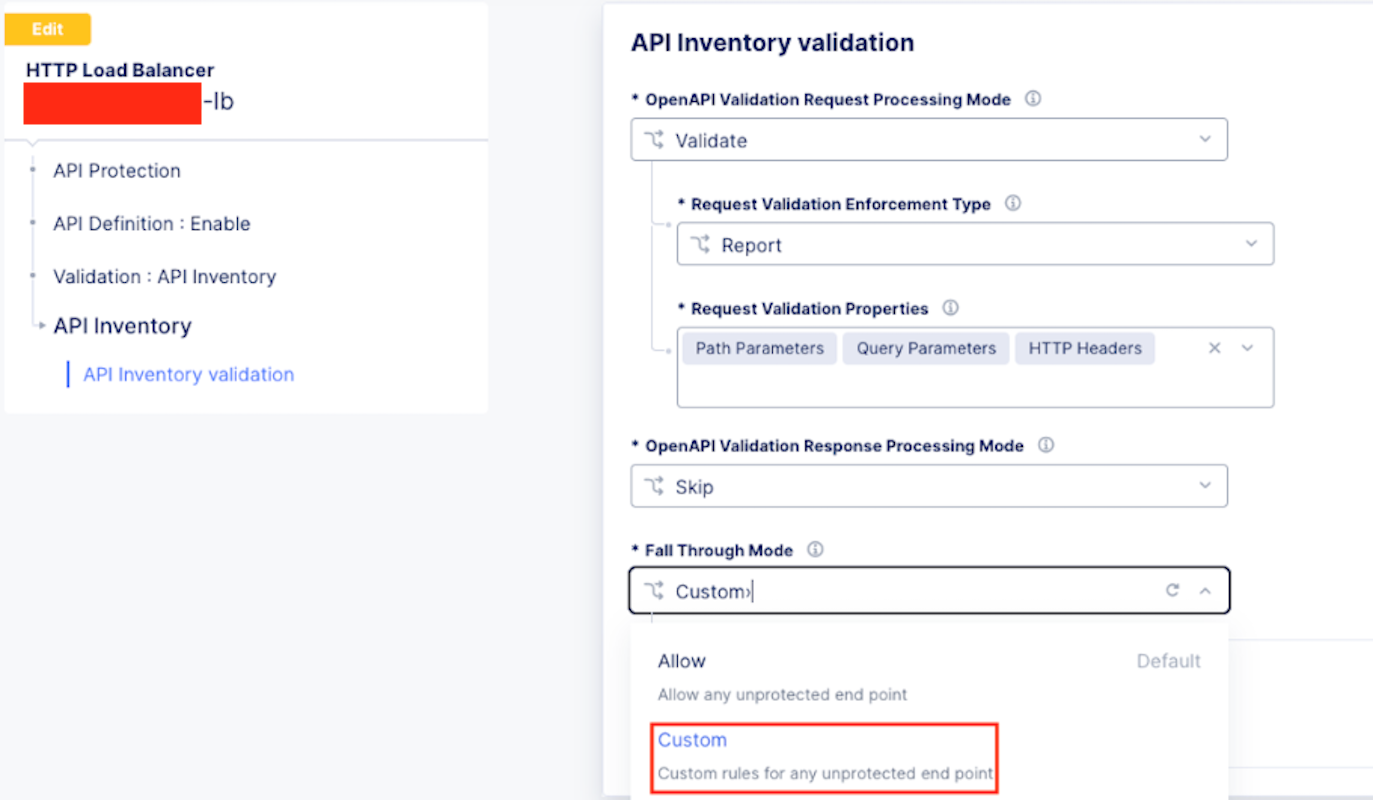 Edit
HTTP Load Balancer
-lb
API Protection
API Definition : Enable
Validation : API Inventory
API Inventory
API Inventory validation
API Inventory validation
* OpenAPI Validation Request Processing Mode
Validate
* Request Validation Enforcement Type
Report
* Request Validation Properties
Path Parameters Query Parameters HTTP Headers
* OpenAPI Validation Response Processing Mode
Skip
* Fall Through Mode
Custom›
Allow Default
Allow any unprotected end point
Custom
Custom rules for any unprotected end point